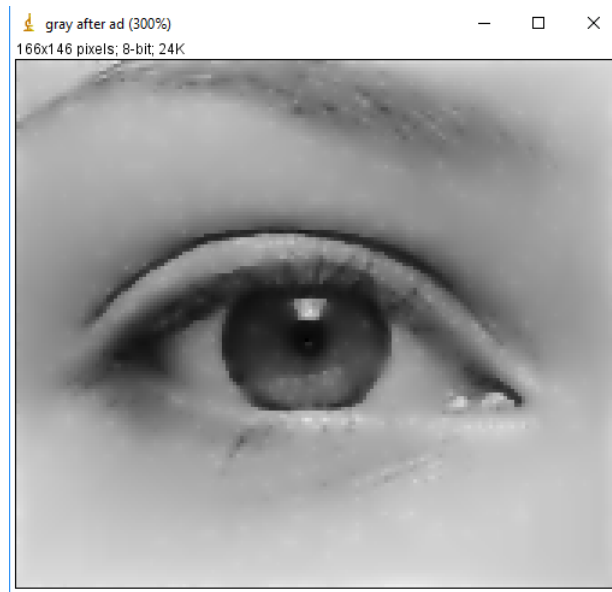 gray after ad (300%)
166x146 pixels; 8-bit; 24K